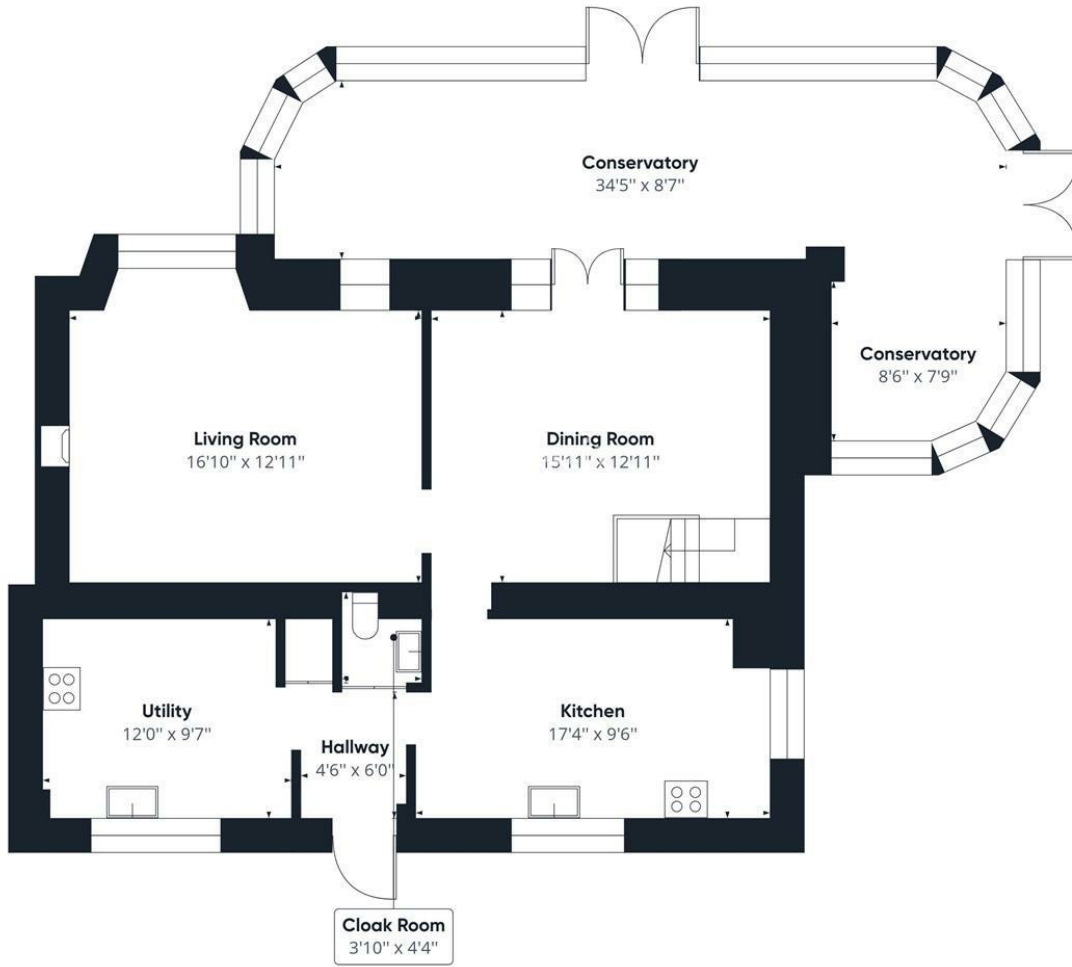 Conservatory
34'5" x 8'7"
Conservatory
8'6" x 7'9"
Living Room
16'10" x 12'11"
Dining Room
15'11" x 12'11"
Utility
12'0" x 9'7"
Hallway
4'6" x 6'0"
Kitchen
17'4" x 9'6"
Cloak Room
3'10" x 4'4"